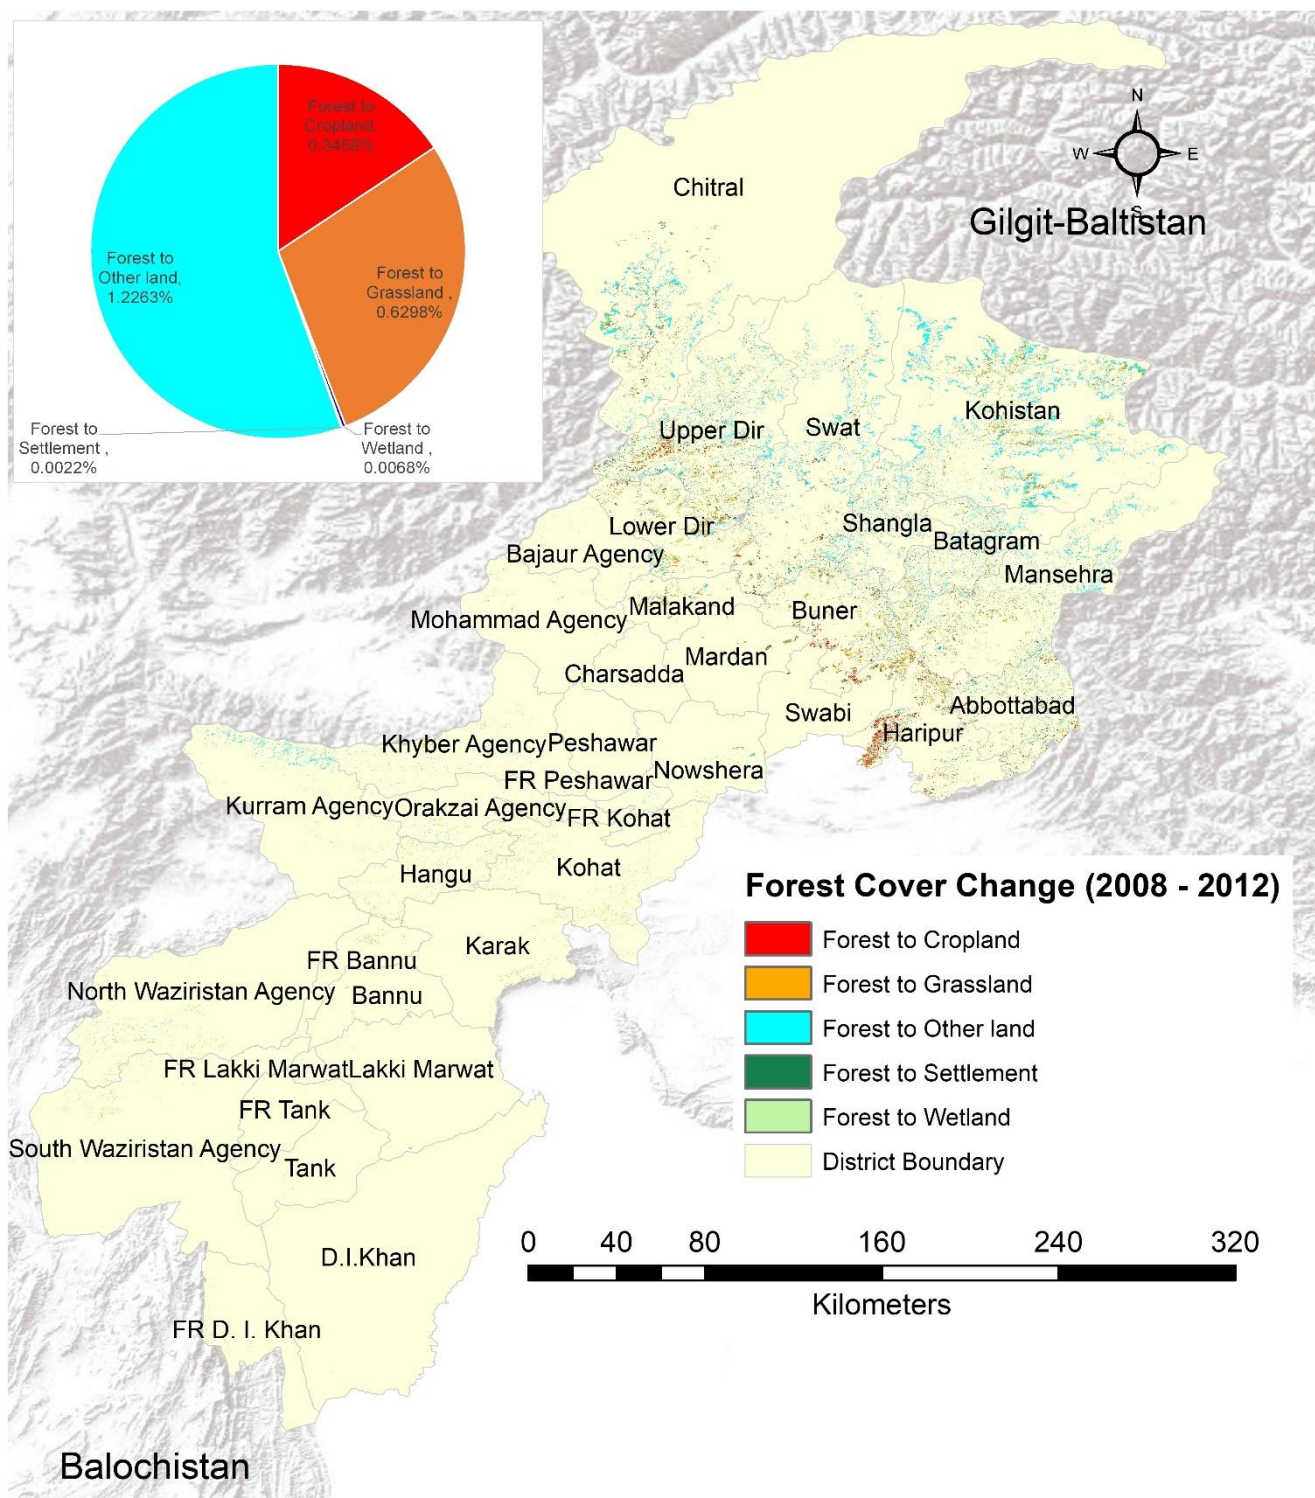 Forest to
Cropland,
0.3459%
Forest to
Other land,
1.2263%
Forest to
Grassland ,
0.6298%
Forest to
Settlement ,
0.0022%
Forest to
Wetland ,
0.0068%
N
W E
S
Gilgit-Baltistan
Chitral
Kohistan
Upper Dir
Swat
Lower Dir
Shangla
Batagram
Bajaur Agency
Mansehra
Mohammad Agency
Malakand
Buner
Charsadda
Mardan
Swabi
Abbottabad
Haripur
Khyber Agency
Peshawar
FR Peshawar
Nowshera
Kurram Agency
Orakzai Agency
FR Kohat
Hangu
Kohat
Karak
FR Bannu
North Waziristan Agency
Bannu
FR Lakki Marwat
Lakki Marwat
FR Tank
South Waziristan Agency
Tank
D.I.Khan
FR D. I. Khan
Balochistan
Forest Cover Change (2008 - 2012)
Forest to Cropland
Forest to Grassland
Forest to Other land
Forest to Settlement
Forest to Wetland
District Boundary
0 40 80 160 240 320
Kilometers